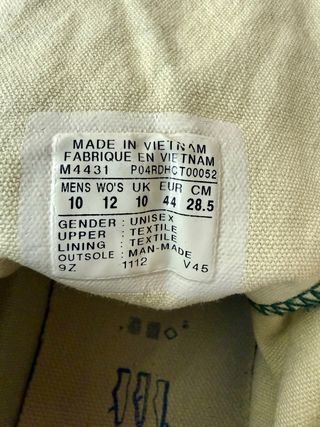 MADE IN VIETNAM
FABRIQUE EN VIETNAM
M4431 P04RDHCT00052
MENS WO'S UK EUR CM
10 12 10 44 28.5
GENDER : UNISEX
UPPER : TEXTILE
LINING : TEXTILE
OUTSOLE : MAN-MADE
9Z 1112 V45